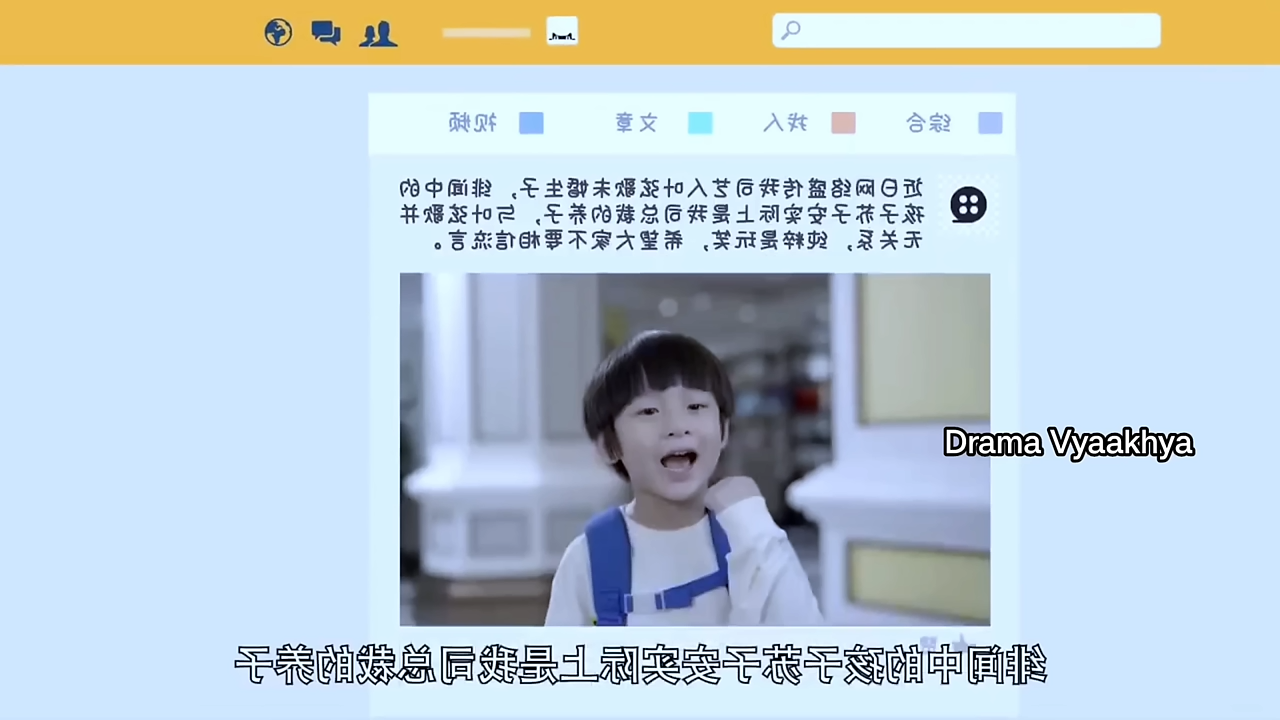 综合 找人 文章 视频
近日网络盛传我司艺人叶弦歌未婚生子，绯闻中的
孩子苏子安实际上是我司总裁的养子，与叶弦歌并
无关系，纯粹是玩笑，希望大家不要相信流言。
Drama Vyaakhya
绯闻中的孩子苏子安实际上是我司总裁的养子